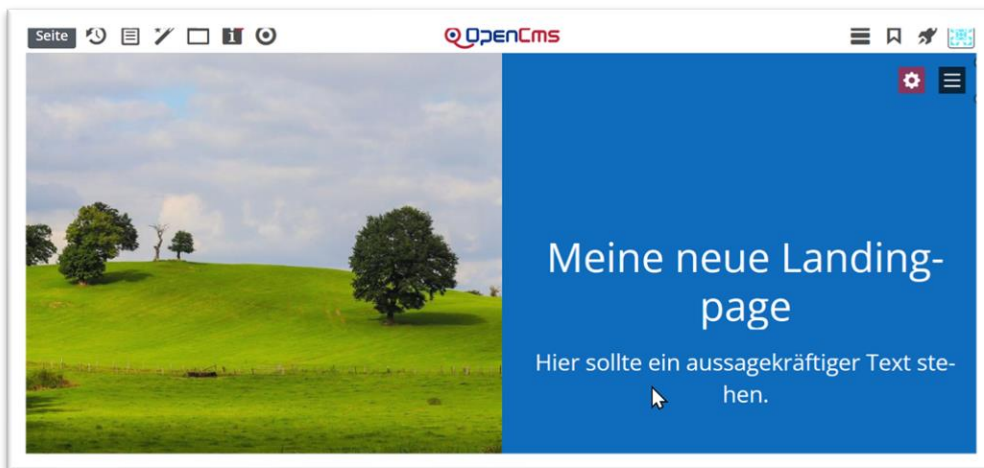 Seite
OpenCms
Meine neue Landing-
page
Hier sollte ein aussagekräftiger Text ste-
hen.